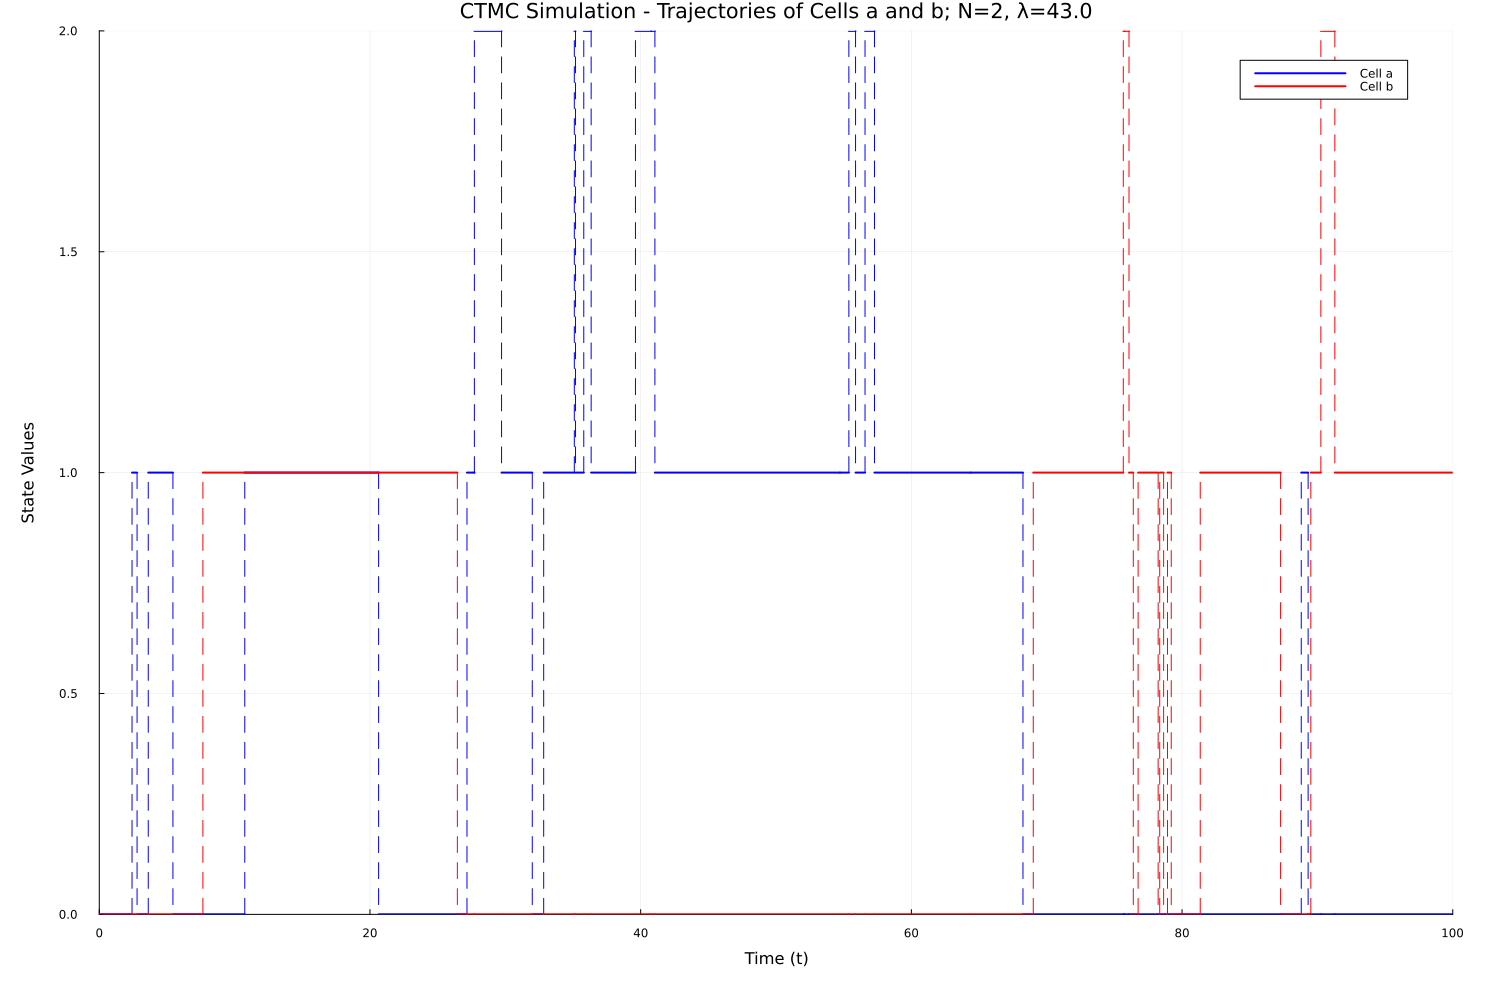 CTMC Simulation - Trajectories of Cells a and b; N=2, λ=43.0
2.0
Cell a
Cell b
1.5
State Values
1.0
0.5
0.0
0 20 40 60 80 100
Time (t)